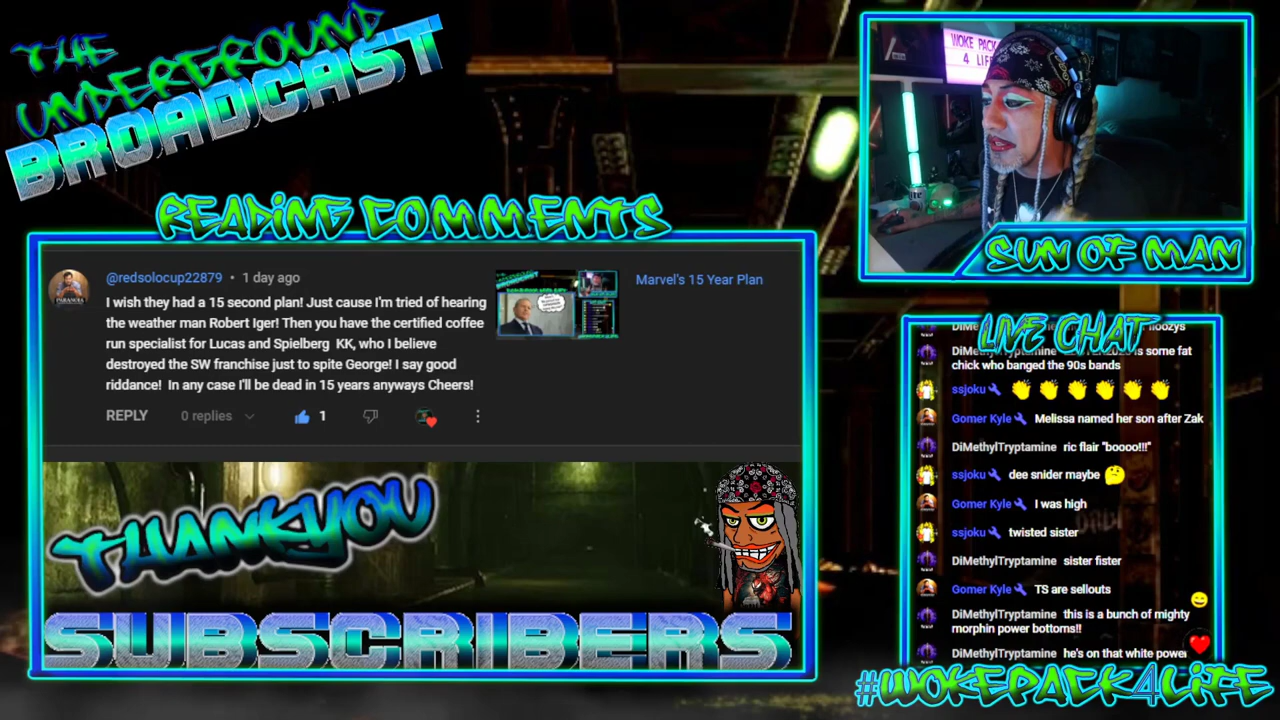 THE
UNDERGROUND
BROADCAST
READING COMMENTS
@redsolocup22879 • 1 day ago
I wish they had a 15 second plan! Just cause I'm tried of hearing
the weather man Robert Iger! Then you have the certified coffee
run specialist for Lucas and Spielberg KK, who I believe
destroyed the SW franchise just to spite George! I say good
riddance! In any case I'll be dead in 15 years anyways Cheers!
REPLY 0 replies 1
Marvel's 15 Year Plan
THANKYOU
SUBSCRIBERS
WOKE PACK
4 LIFE
SUN OF MAN
LIVE CHAT
DiMethylTryptamine is some fat
chick who banged the 90s bands
ssjoku 👏 👏 👏 👏 👏 👏
Gomer Kyle Melissa named her son after Zak
DiMethylTryptamine ric flair "boooo!!!"
ssjoku dee snider maybe 🤔
Gomer Kyle I was high
ssjoku twisted sister
DiMethylTryptamine sister fister
Gomer Kyle TS are sellouts
DiMethylTryptamine this is a bunch of mighty
morphin power bottoms!!
DiMethylTryptamine he's on that white power
#WOKEPACK4LIFE